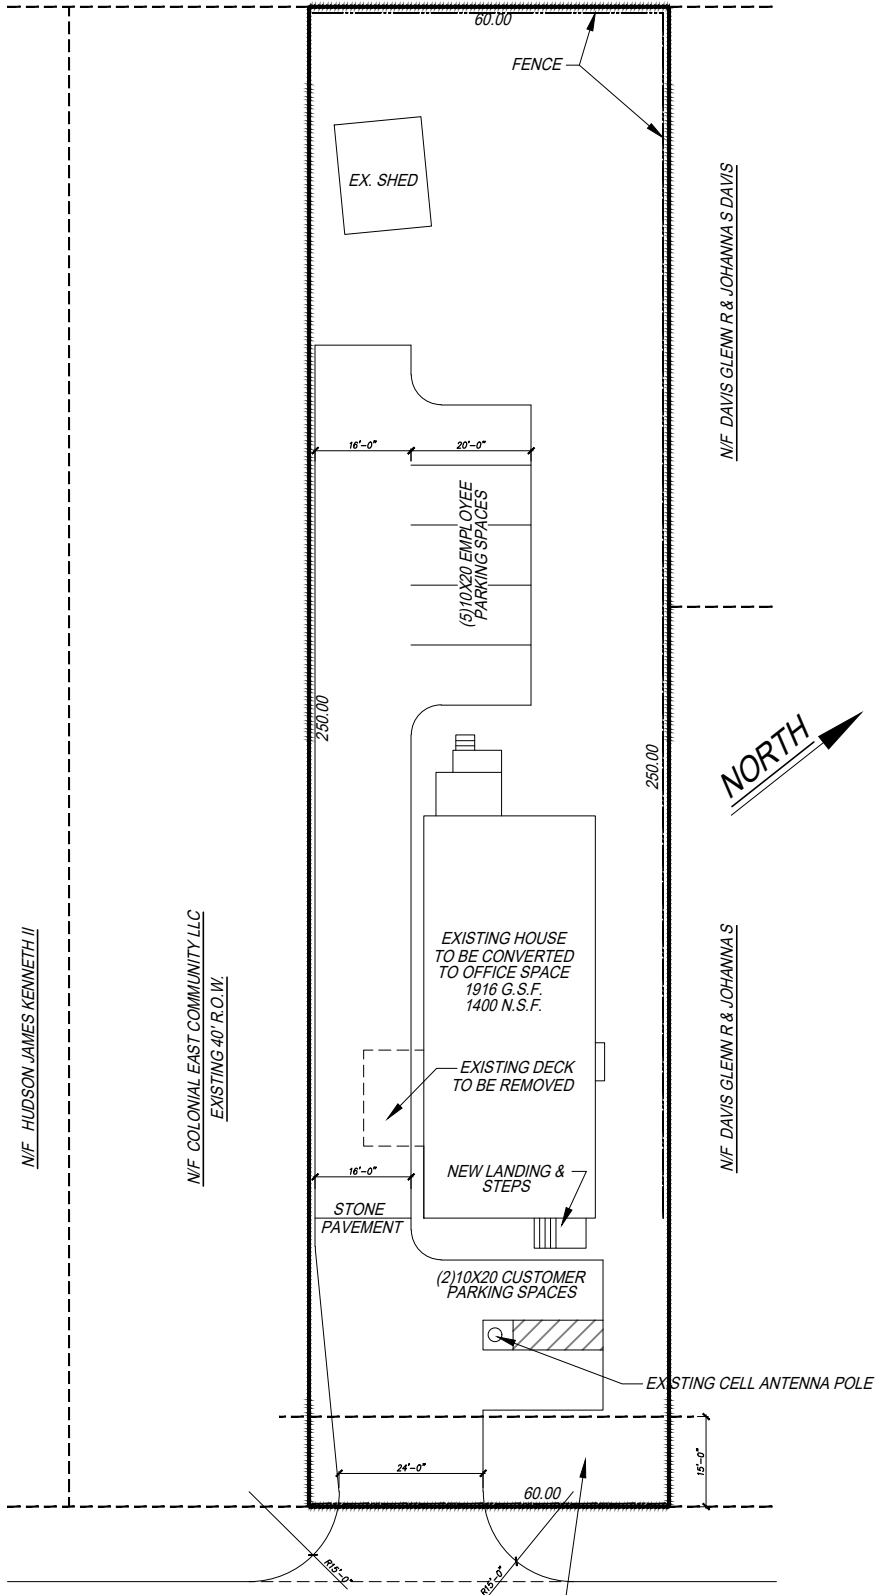 60.00
FENCE
EX. SHED
N/F DAVIS GLENN R & JOHANNA S DAVIS
16'-0"
20'-0"
(5)10X20 EMPLOYEE
PARKING SPACES
250.00
250.00
NORTH
EXISTING HOUSE
TO BE CONVERTED
TO OFFICE SPACE
1916 G.S.F.
1400 N.S.F.
N/F HUDSON JAMES KENNETH II
N/F COLONIAL EAST COMMUNITY LLC
EXISTING 40' R.O.W.
N/F DAVIS GLENN R & JOHANNA S
EXISTING DECK
TO BE REMOVED
16'-0"
NEW LANDING &
STEPS
STONE
PAVEMENT
(2)10X20 CUSTOMER
PARKING SPACES
EXISTING CELL ANTENNA POLE
15'-0"
24'-0"
60.00
R15'-0"
R15'-0"